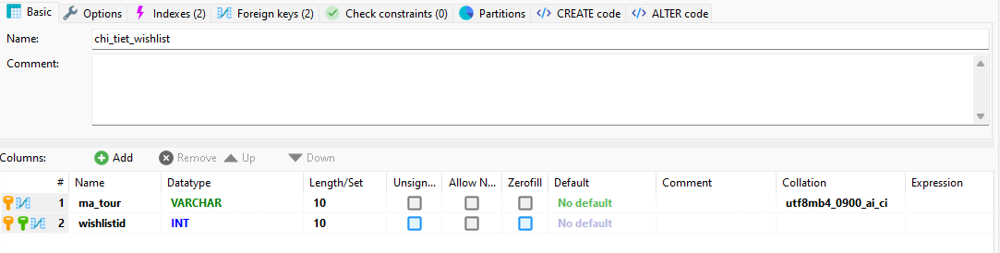 Basic Options Indexes (2) Foreign keys (2) Check constraints (0) Partitions CREATE code ALTER code
Name: chi_tiet_wishlist
Comment:
Columns: Add Remove Up Down
# Name Datatype Length/Set Unsign... Allow N... Zerofill Default Comment Collation Expression
1 ma_tour VARCHAR 10 No default utf8mb4_0900_ai_ci
2 wishlistid INT 10 No default